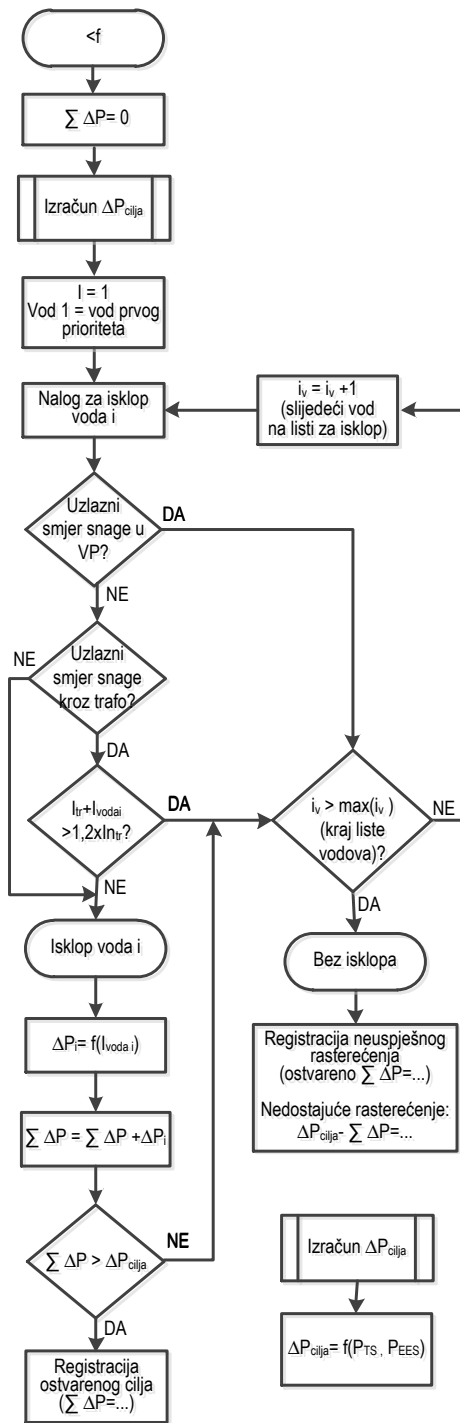 <f
∑ ΔP= 0
Izračun ΔPcilja
I = 1
Vod 1 = vod prvog
prioriteta
Nalog za isklop
voda i
iv = iv +1
(slijedeći vod
na listi za isklop)
Uzlazni
smjer snage u
VP?
DA
NE
Uzlazni
smjer snage
kroz trafo?
NE
DA
Itr+Ivodai
>1,2xIntr?
DA
NE
iv > max(iv )
(kraj liste
vodova)?
NE
DA
Isklop voda i
Bez isklopa
ΔPi= f(Ivoda i)
Registracija neuspješnog
rasterećenja
(ostvareno ∑ ΔP=...)
Nedostajuće rasterećenje:
ΔPcilja- ∑ ΔP=...
∑ ΔP = ∑ ΔP +ΔPi
∑ ΔP > ΔPcilja
NE
DA
Registracija
ostvarenog cilja
(∑ ΔP=...)
Izračun ΔPcilja
ΔPcilja= f(PTS , PEES)